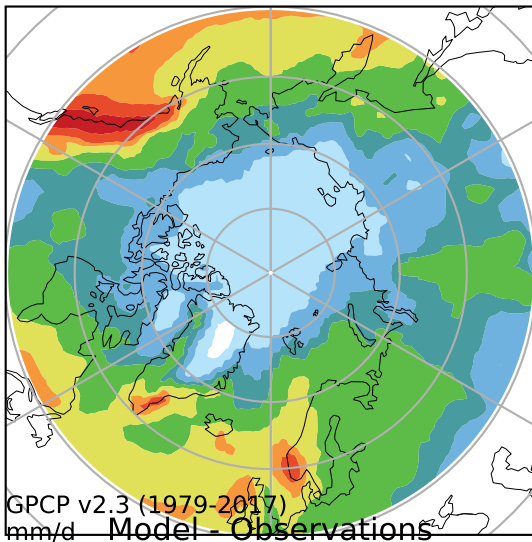 GPCP v2.3 (1979-2017)
mm/d Model - Observations